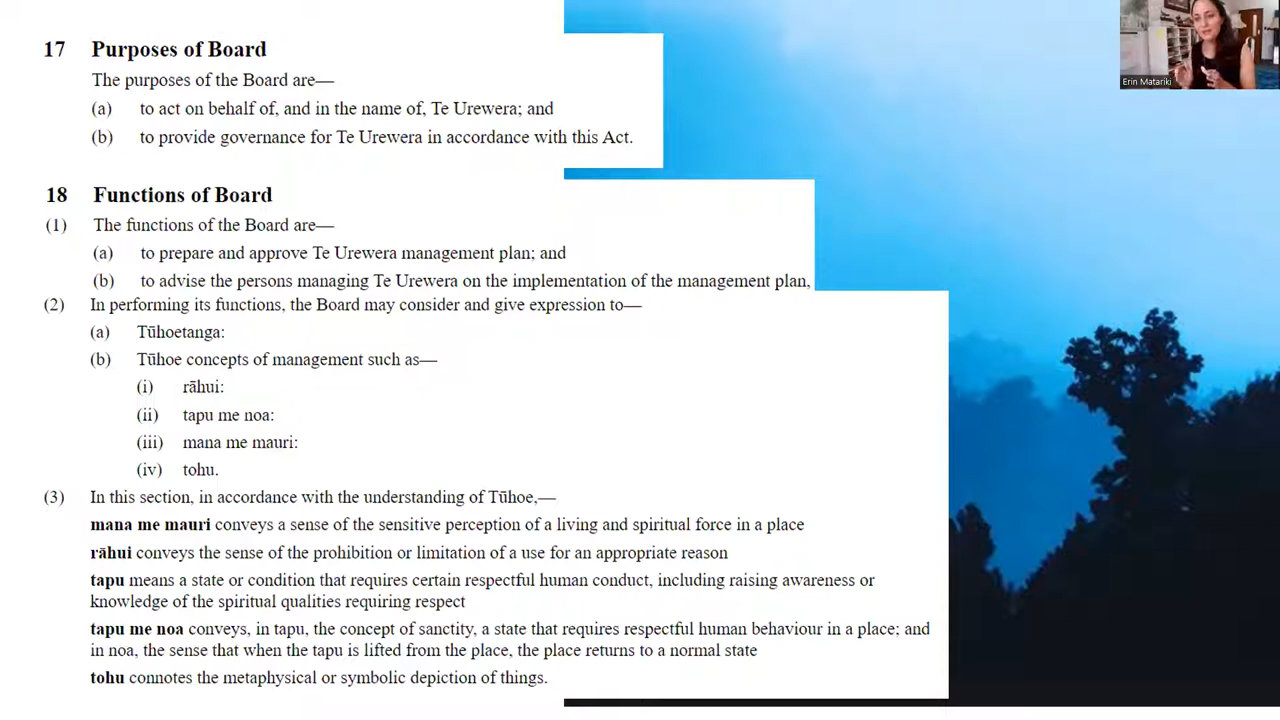 17 Purposes of Board
The purposes of the Board are—
(a) to act on behalf of, and in the name of, Te Urewera; and
(b) to provide governance for Te Urewera in accordance with this Act.
18 Functions of Board
(1) The functions of the Board are—
(a) to prepare and approve Te Urewera management plan; and
(b) to advise the persons managing Te Urewera on the implementation of the management plan,
(2) In performing its functions, the Board may consider and give expression to—
(a) Tūhoetanga:
(b) Tūhoe concepts of management such as—
(i) rāhui:
(ii) tapu me noa:
(iii) mana me mauri:
(iv) tohu.
(3) In this section, in accordance with the understanding of Tūhoe,—
mana me mauri conveys a sense of the sensitive perception of a living and spiritual force in a place
rāhui conveys the sense of the prohibition or limitation of a use for an appropriate reason
tapu means a state or condition that requires certain respectful human conduct, including raising awareness or
knowledge of the spiritual qualities requiring respect
tapu me noa conveys, in tapu, the concept of sanctity, a state that requires respectful human behaviour in a place; and
in noa, the sense that when the tapu is lifted from the place, the place returns to a normal state
tohu connotes the metaphysical or symbolic depiction of things.
Erin Matariki